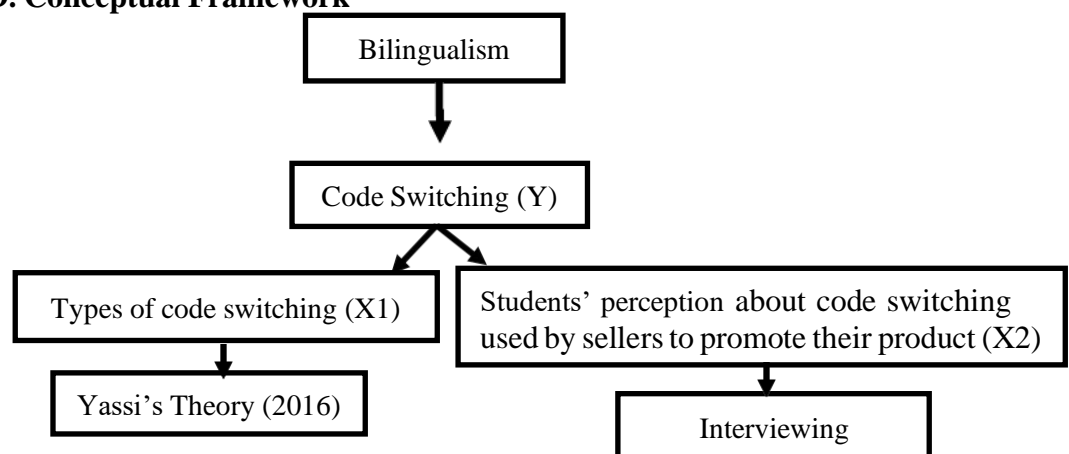 D. Conceptual Framework
Bilingualism
Code Switching (Y)
Types of code switching (X1)
Students' perception about code switching
used by sellers to promote their product (X2)
Yassi's Theory (2016)
Interviewing